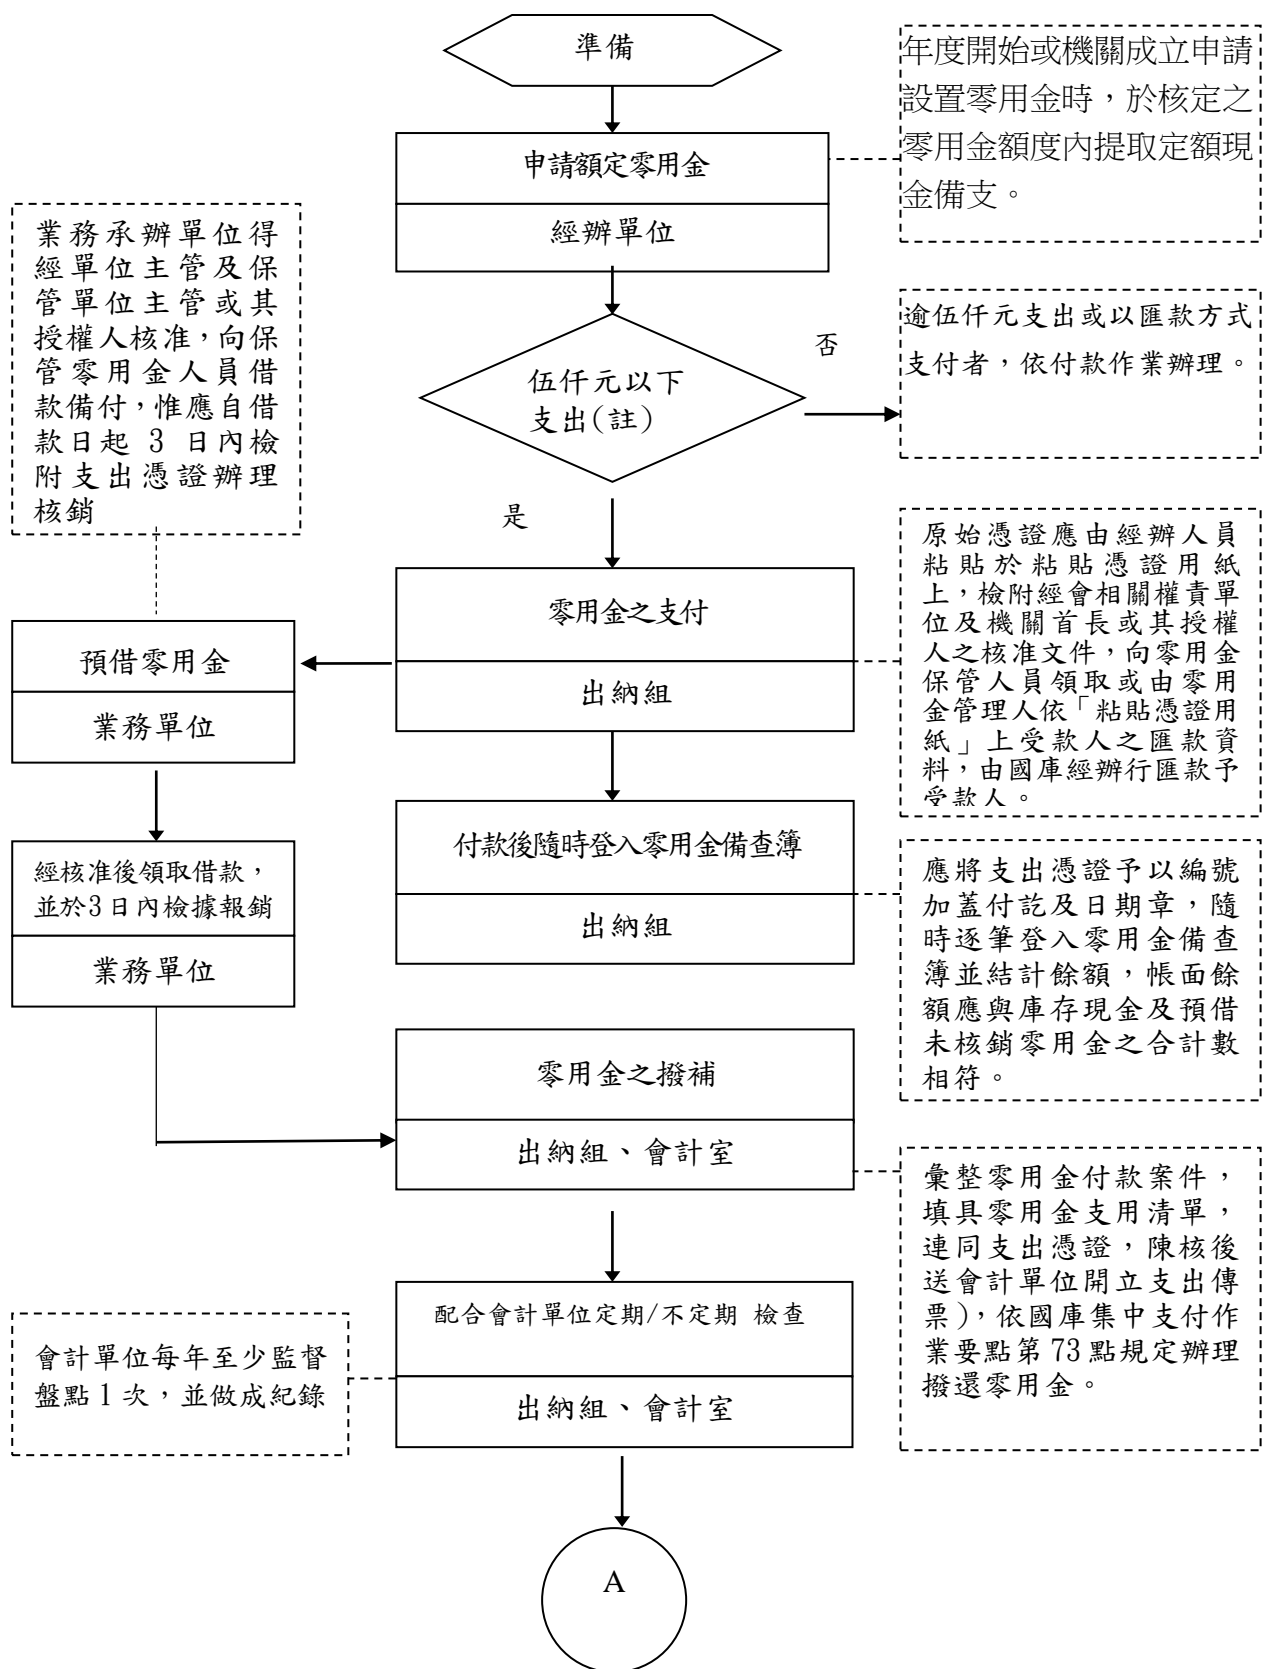 準備
年度開始或機關成立申請
設置零用金時，於核定之
零用金額度內提取定額現
金備支。
申請額定零用金
經辦單位
業務承辦單位得
經單位主管及保
管單位主管或其
授權人核准，向保
管零用金人員借
款備付，惟應自借
款日起 3 日內檢
附支出憑證辦理
核銷
伍仟元以下
支出(註)
否
逾伍仟元支出或以匯款方式
支付者，依付款作業辦理。
是
原始憑證應由經辦人員
粘貼於粘貼憑證用紙
上，檢附經會相關權責單
位及機關首長或其授權
人之核准文件，向零用金
保管人員領取或由零用
金管理人依「粘貼憑證用
紙」上受款人之匯款資
料，由國庫經辦行匯款予
受款人。
零用金之支付
出納組
預借零用金
業務單位
付款後隨時登入零用金備查簿
出納組
經核准後領取借款，
並於3日內檢據報銷
業務單位
應將支出憑證予以編號
加蓋付訖及日期章，隨
時逐筆登入零用金備查
簿並結計餘額，帳面餘
額應與庫存現金及預借
未核銷零用金之合計數
相符。
零用金之撥補
出納組、會計室
彙整零用金付款案件，
填具零用金支用清單，
連同支出憑證，陳核後
送會計單位開立支出傳
票)，依國庫集中支付作
業要點第73點規定辦理
撥還零用金。
配合會計單位定期/不定期 檢查
出納組、會計室
會計單位每年至少監督
盤點1次，並做成紀錄
A